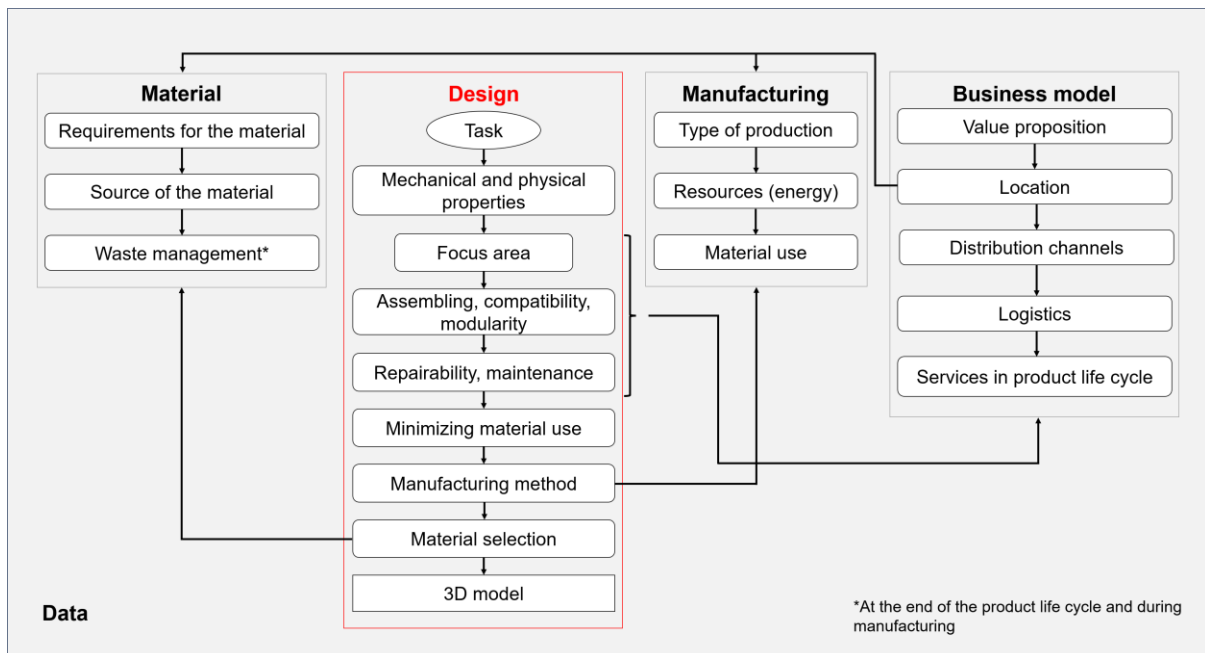 Material
Requirements for the material
Source of the material
Waste management*
Design
Task
Mechanical and physical
properties
Focus area
Assembling, compatibility,
modularity
Repairability, maintenance
Minimizing material use
Manufacturing method
Material selection
3D model
Manufacturing
Type of production
Resources (energy)
Material use
Business model
Value proposition
Location
Distribution channels
Logistics
Services in product life cycle
Data
*At the end of the product life cycle and during
manufacturing